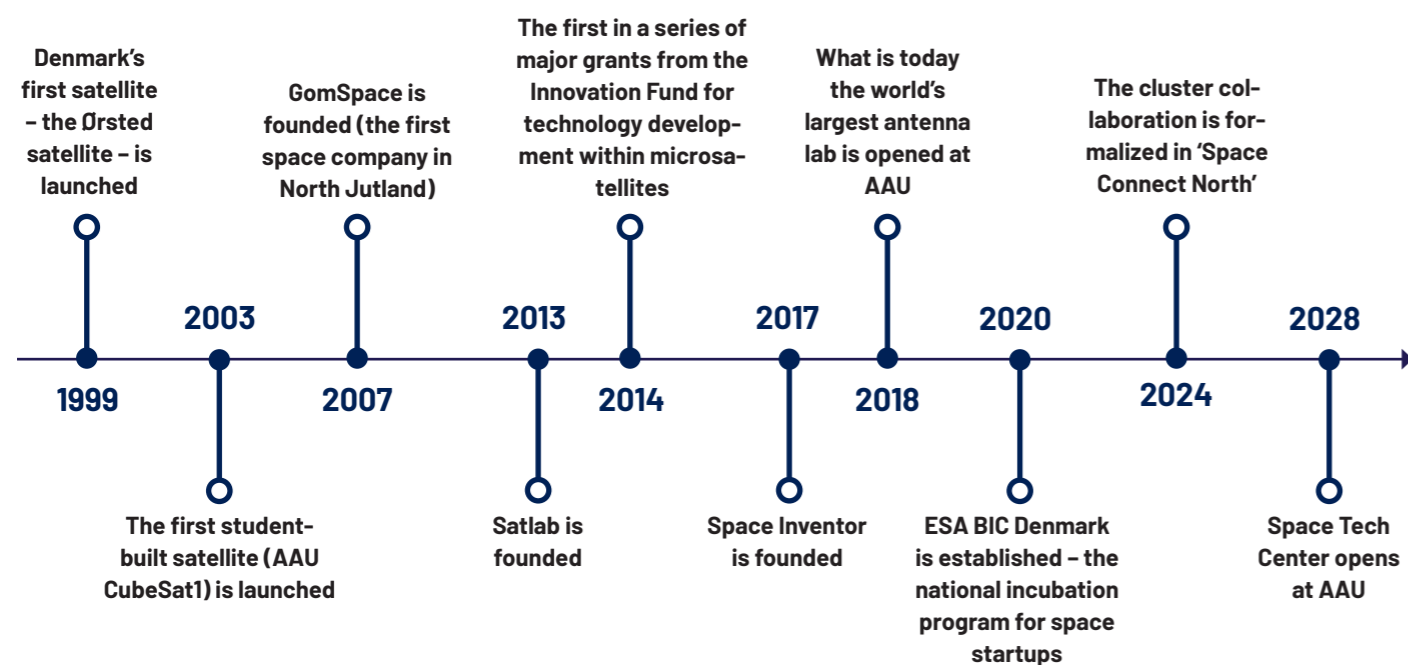 Denmark's
first satellite
– the Ørsted
satellite – is
launched
1999
2003
The first student-
built satellite (AAU
CubeSat1) is launched
GomSpace is
founded (the first
space company in
North Jutland)
2007
2013
Satlab is
founded
The first in a series of
major grants from the
Innovation Fund for
technology develop-
ment within microsa-
tellites
2014
2017
Space Inventor
is founded
What is today
the world's
largest antenna
lab is opened at
AAU
2018
2020
ESA BIC Denmark
is established – the
national incubation
program for space
startups
The cluster col-
laboration is for-
malized in ‘Space
Connect North’
2024
2028
Space Tech
Center opens
at AAU